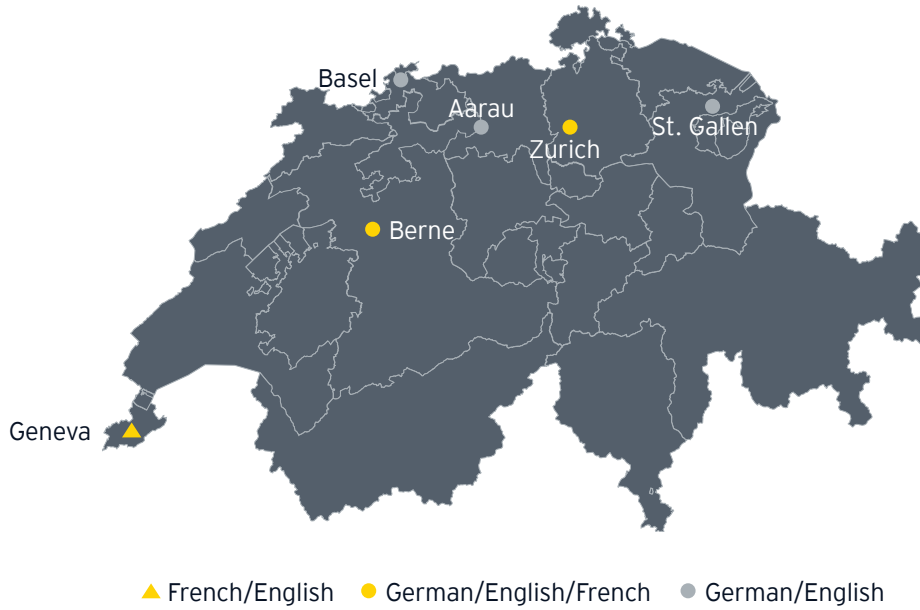 Basel
Aarau
St. Gallen
Zurich
Berne
Geneva
French/English
German/English/French
German/English